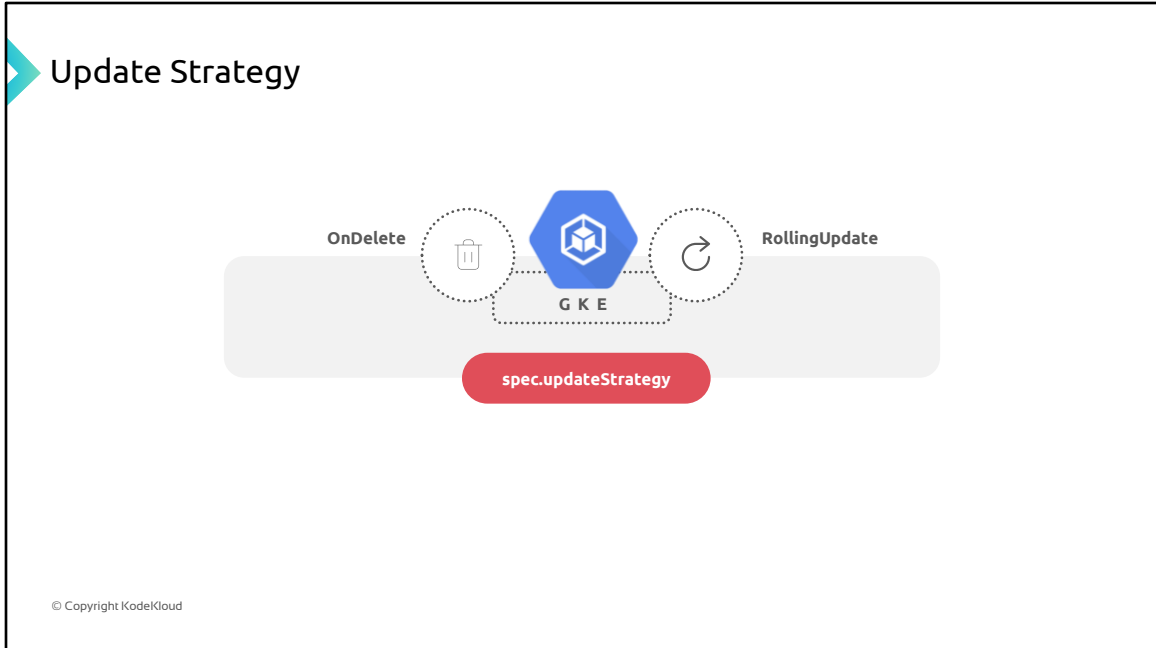 Update Strategy
OnDelete
RollingUpdate
G K E
spec.updateStrategy
© Copyright KodeKloud